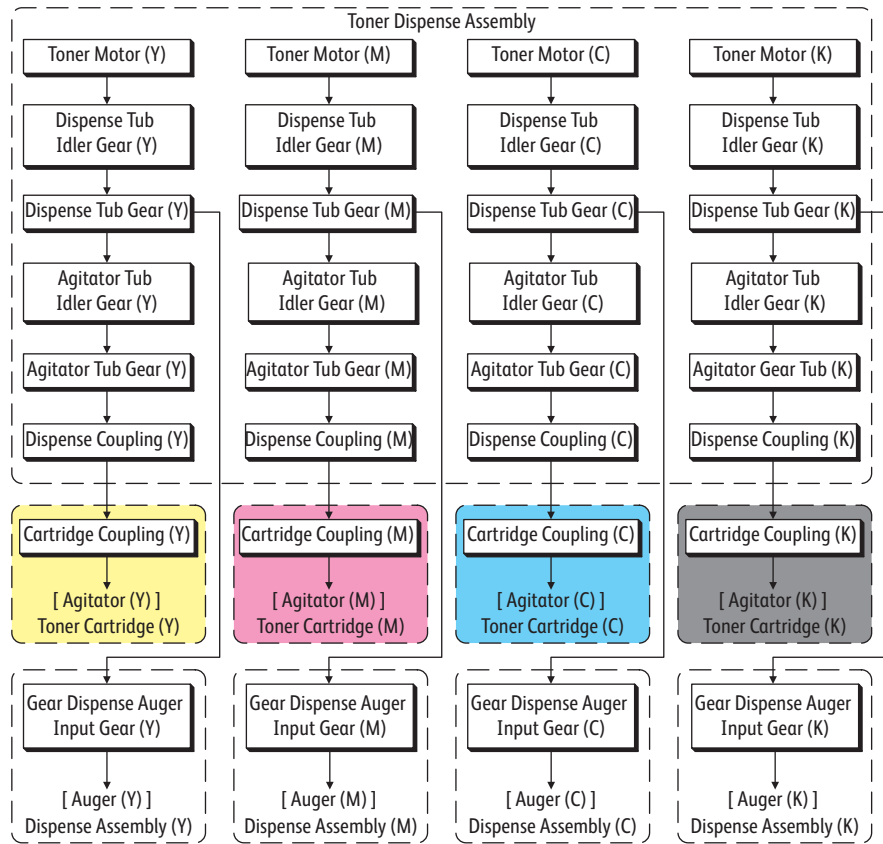 Toner Dispense Assembly
Toner Motor (Y)
Toner Motor (M)
Toner Motor (C)
Toner Motor (K)
Dispense Tub
Idler Gear (Y)
Dispense Tub
Idler Gear (M)
Dispense Tub
Idler Gear (C)
Dispense Tub
Idler Gear (K)
Dispense Tub Gear (Y)
Dispense Tub Gear (M)
Dispense Tub Gear (C)
Dispense Tub Gear (K)
Agitator Tub
Idler Gear (Y)
Agitator Tub
Idler Gear (M)
Agitator Tub
Idler Gear (C)
Agitator Tub
Idler Gear (K)
Agitator Tub Gear (Y)
Agitator Tub Gear (M)
Agitator Tub Gear (C)
Agitator Gear Tub (K)
Dispense Coupling (Y)
Dispense Coupling (M)
Dispense Coupling (C)
Dispense Coupling (K)
Cartridge Coupling (Y)
Cartridge Coupling (M)
Cartridge Coupling (C)
Cartridge Coupling (K)
[ Agitator (Y) ]
Toner Cartridge (Y)
[ Agitator (M) ]
Toner Cartridge (M)
[ Agitator (C) ]
Toner Cartridge (C)
[ Agitator (K) ]
Toner Cartridge (K)
Gear Dispense Auger
Input Gear (Y)
Gear Dispense Auger
Input Gear (M)
Gear Dispense Auger
Input Gear (C)
Gear Dispense Auger
Input Gear (K)
[ Auger (Y) ]
Dispense Assembly (Y)
[ Auger (M) ]
Dispense Assembly (M)
[ Auger (C) ]
Dispense Assembly (C)
[ Auger (K) ]
Dispense Assembly (K)